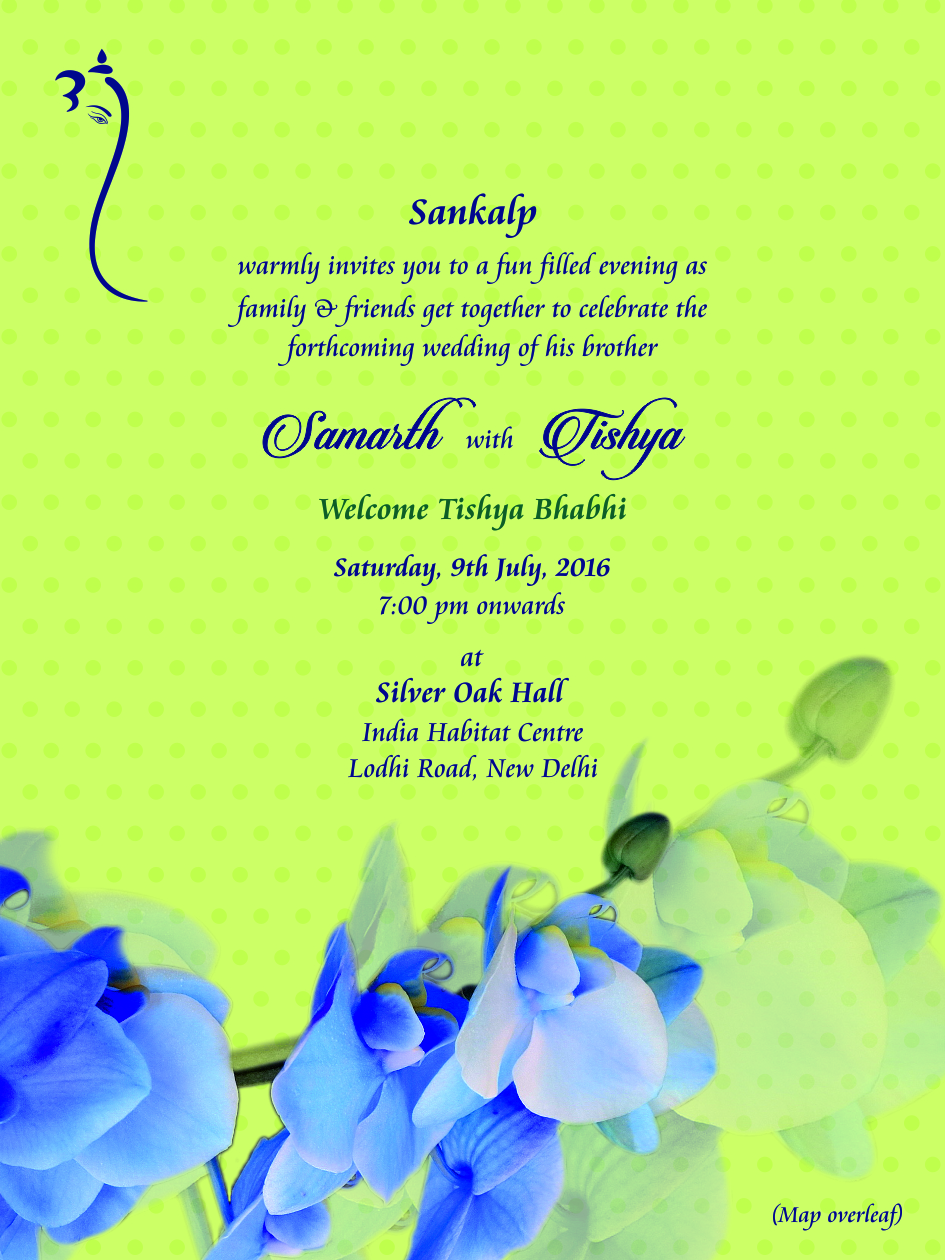 Sankalp
warmly invites you to a fun filled evening as
family & friends get together to celebrate the
forthcoming wedding of his brother
Samarth with Tishya
Welcome Tishya Bhabhi
Saturday, 9th July, 2016
7:00 pm onwards
at
Silver Oak Hall
India Habitat Centre
Lodhi Road, New Delhi
(Map overleaf)